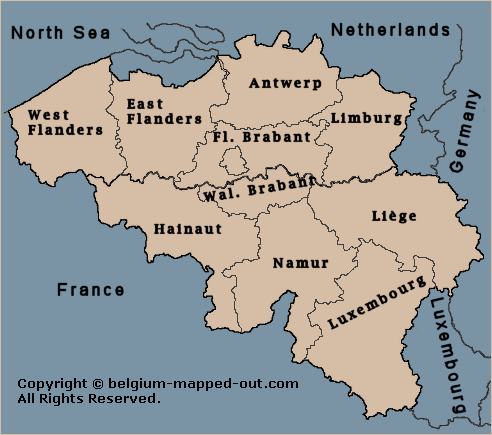 North Sea
Netherlands
Antwerp
West
Flanders
East
Flanders
Limburg
Germany
Fl. Brabant
Wal. Brabant
Liège
Hainaut
Namur
France
Luxembourg
Luxembourg
Copyright © belgium-mapped-out.com
All Rights Reserved.